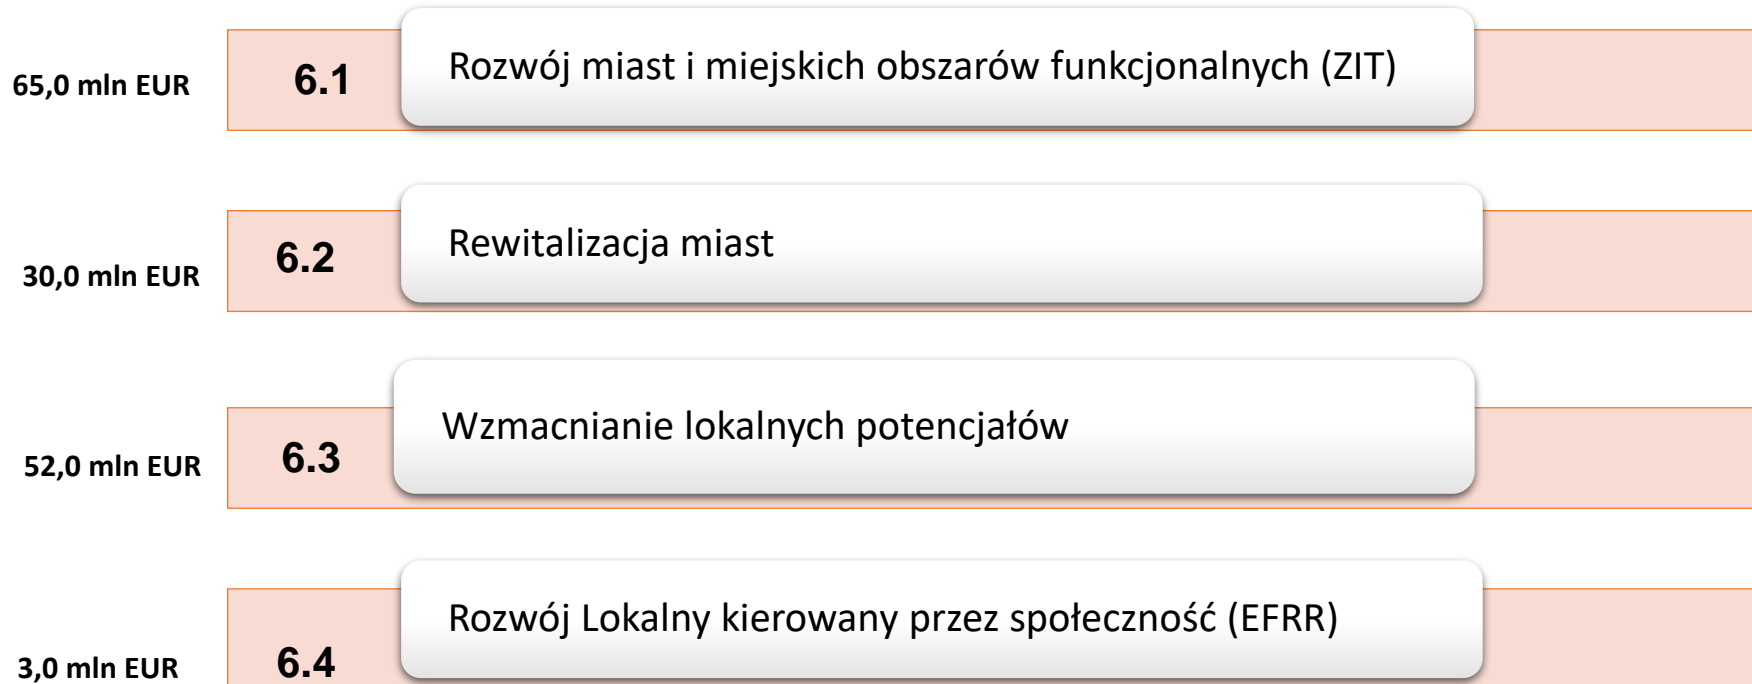 65,0 mln EUR 6.1 Rozwój miast i miejskich obszarów funkcjonalnych (ZIT)
30,0 mln EUR 6.2 Rewitalizacja miast
52,0 mln EUR 6.3 Wzmacnianie lokalnych potencjałów
3,0 mln EUR 6.4 Rozwój Lokalny kierowany przez społeczność (EFRR)